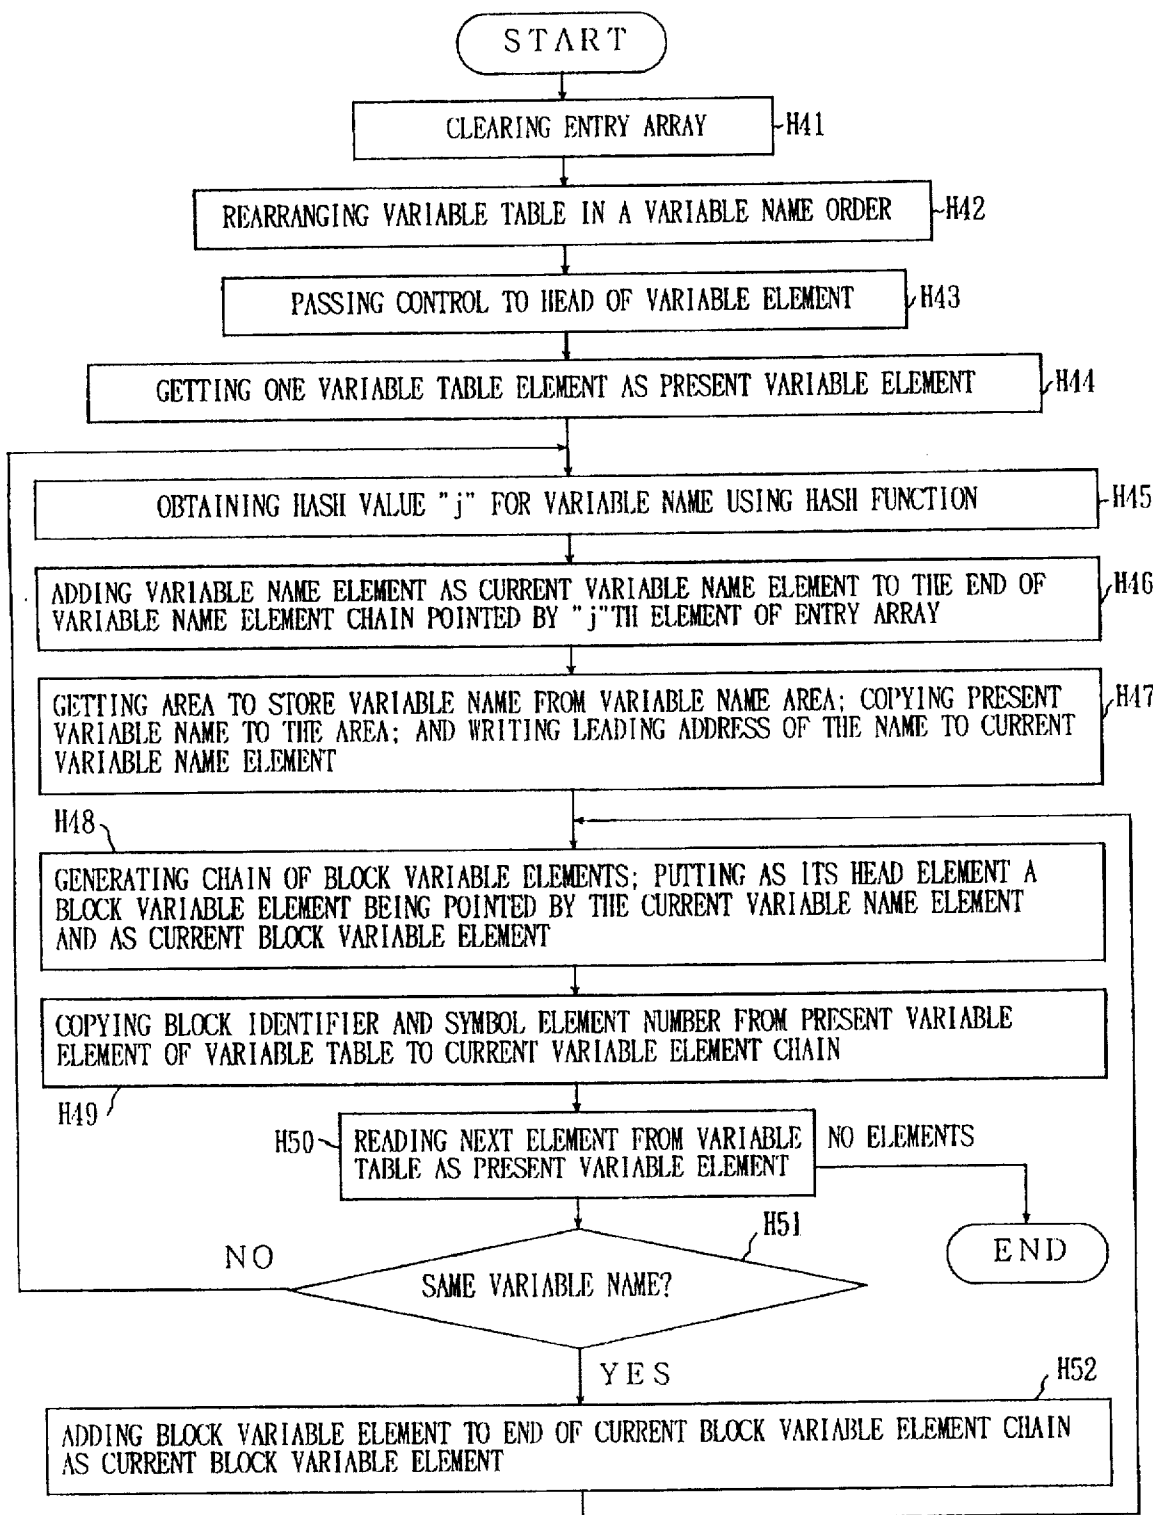 START
CLEARING ENTRY ARRAY
H41
REARRANGING VARIABLE TABLE IN A VARIABLE NAME ORDER
H42
PASSING CONTROL TO HEAD OF VARIABLE ELEMENT
H43
GETTING ONE VARIABLE TABLE ELEMENT AS PRESENT VARIABLE ELEMENT
H44
OBTAINING HASH VALUE "j" FOR VARIABLE NAME USING HASH FUNCTION
H45
ADDING VARIABLE NAME ELEMENT AS CURRENT VARIABLE NAME ELEMENT TO THE END OF
VARIABLE NAME ELEMENT CHAIN POINTED BY "j"TH ELEMENT OF ENTRY ARRAY
H46
GETTING AREA TO STORE VARIABLE NAME FROM VARIABLE NAME AREA; COPYING PRESENT
VARIABLE NAME TO THE AREA; AND WRITING LEADING ADDRESS OF THE NAME TO CURRENT
VARIABLE NAME ELEMENT
H47
H48
GENERATING CHAIN OF BLOCK VARIABLE ELEMENTS; PUTTING AS ITS HEAD ELEMENT A
BLOCK VARIABLE ELEMENT BEING POINTED BY THE CURRENT VARIABLE NAME ELEMENT
AND AS CURRENT BLOCK VARIABLE ELEMENT
COPYING BLOCK IDENTIFIER AND SYMBOL ELEMENT NUMBER FROM PRESENT VARIABLE
ELEMENT OF VARIABLE TABLE TO CURRENT VARIABLE ELEMENT CHAIN
H49
H50
READING NEXT ELEMENT FROM VARIABLE
TABLE AS PRESENT VARIABLE ELEMENT
NO ELEMENTS
END
H51
SAME VARIABLE NAME?
NO
YES
H52
ADDING BLOCK VARIABLE ELEMENT TO END OF CURRENT BLOCK VARIABLE ELEMENT CHAIN
AS CURRENT BLOCK VARIABLE ELEMENT